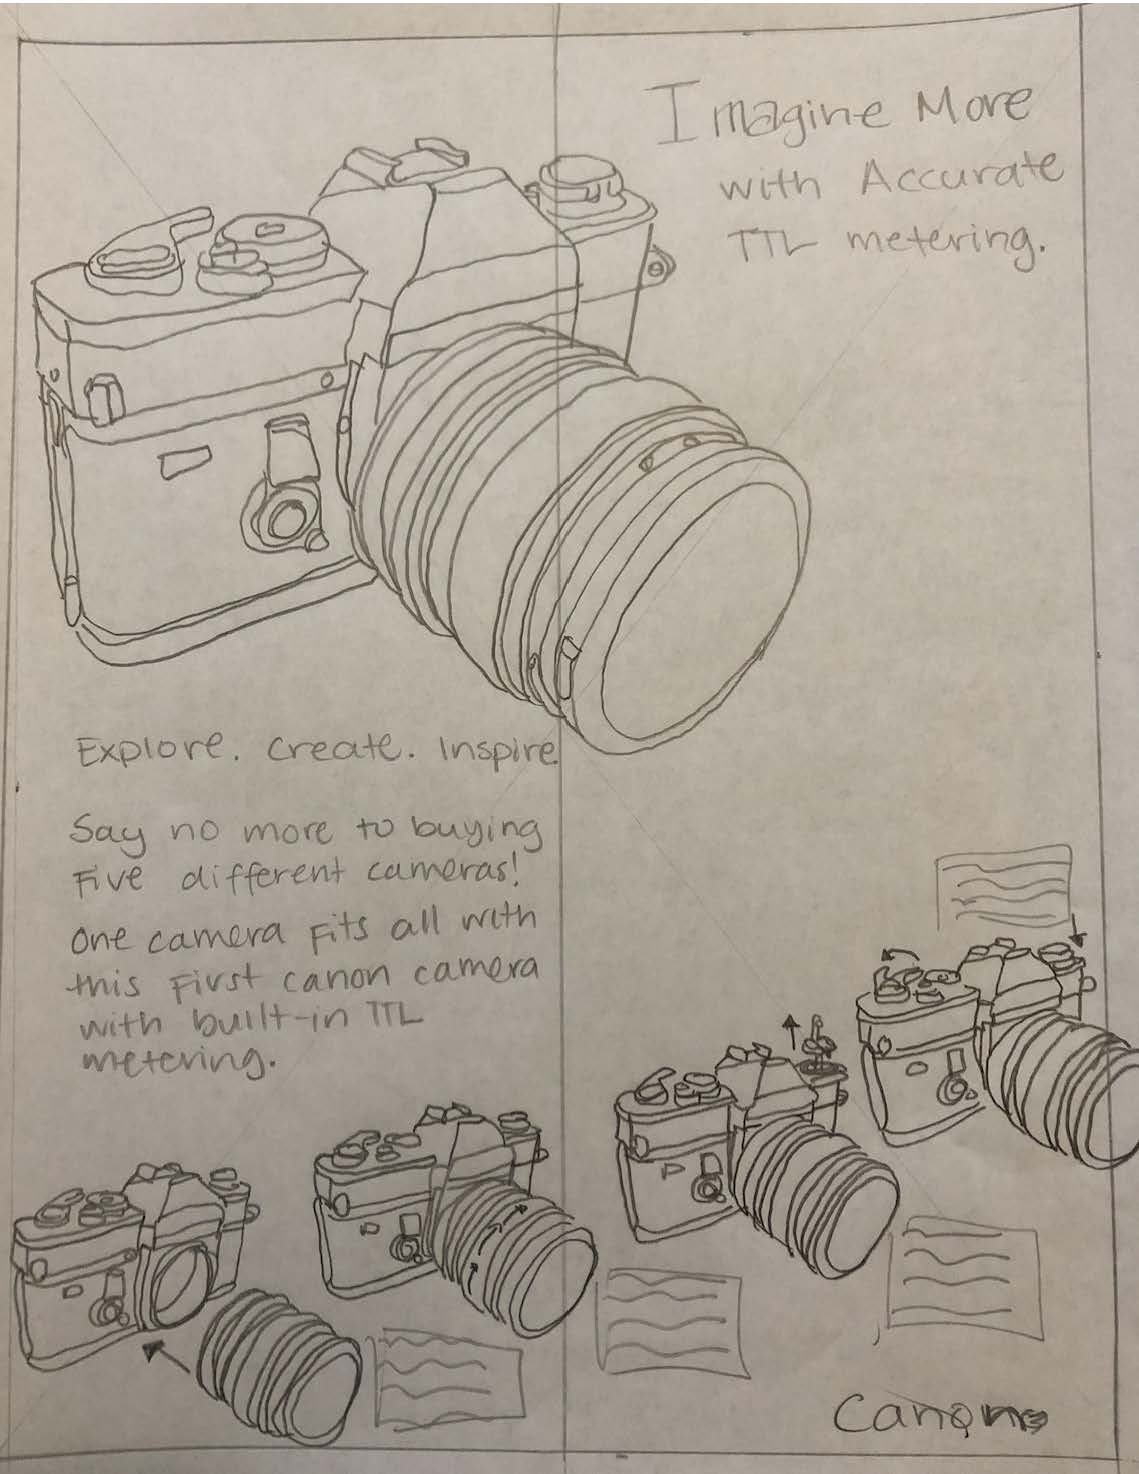 Imagine More
with Accurate
TTL metering.
Explore. Create. Inspire.
Say no more to buying
Five different cameras!
One camera Fits all with
this First canon camera
with built-in TTL
metering.
Canon